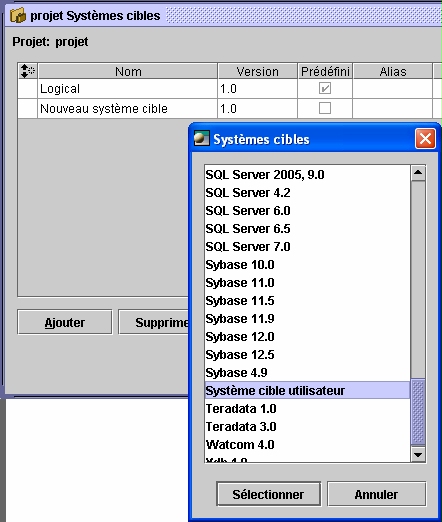 projet Systèmes cibles
Projet: projet
Nom Version Prédéfini Alias
Logical 1.0
Nouveau système cible 1.0
Systèmes cibles
SQL Server 2005, 9.0
SQL Server 4.2
SQL Server 6.0
SQL Server 6.5
SQL Server 7.0
Sybase 10.0
Sybase 11.0
Sybase 11.5
Sybase 11.9
Sybase 12.0
Sybase 12.5
Sybase 4.9
Système cible utilisateur
Teradata 1.0
Teradata 3.0
Watcom 4.0
Xdb 1.0
Ajouter Supprime
Sélectionner Annuler